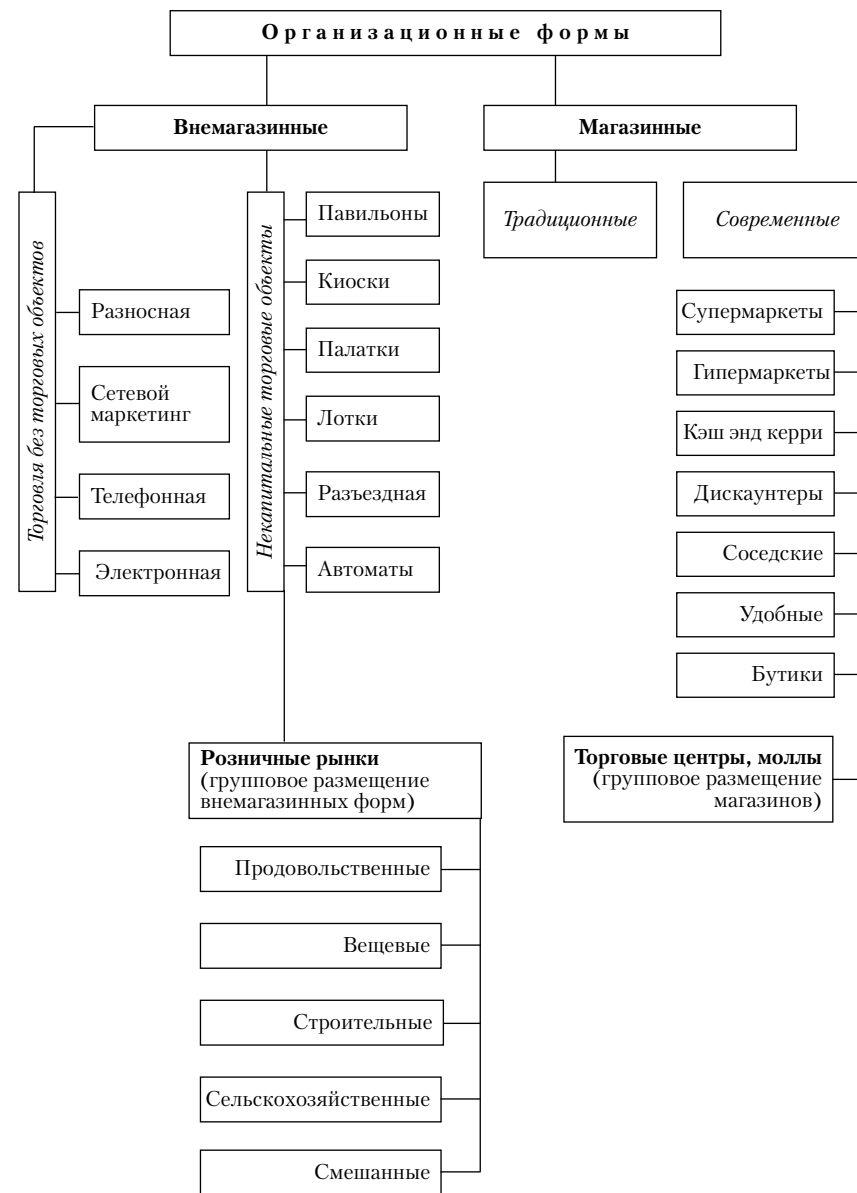 Организационные формы
Внемагазинные
Магазинные
Торговля без торговых объектов
Разносная
Сетевой
маркетинг
Телефонная
Электронная
Некапитальные торговые объекты
Павильоны
Киоски
Палатки
Лотки
Разъездная
Автоматы
Традиционные
Современные
Супермаркеты
Гипермаркеты
Кэш энд керри
Дискаунтеры
Соседские
Удобные
Бутики
Розничные рынки
(групповое размещение
внемагазинных форм)
Торговые центры, моллы
(групповое размещение
магазинов)
Продовольственные
Вещевые
Строительные
Сельскохозяйственные
Смешанные